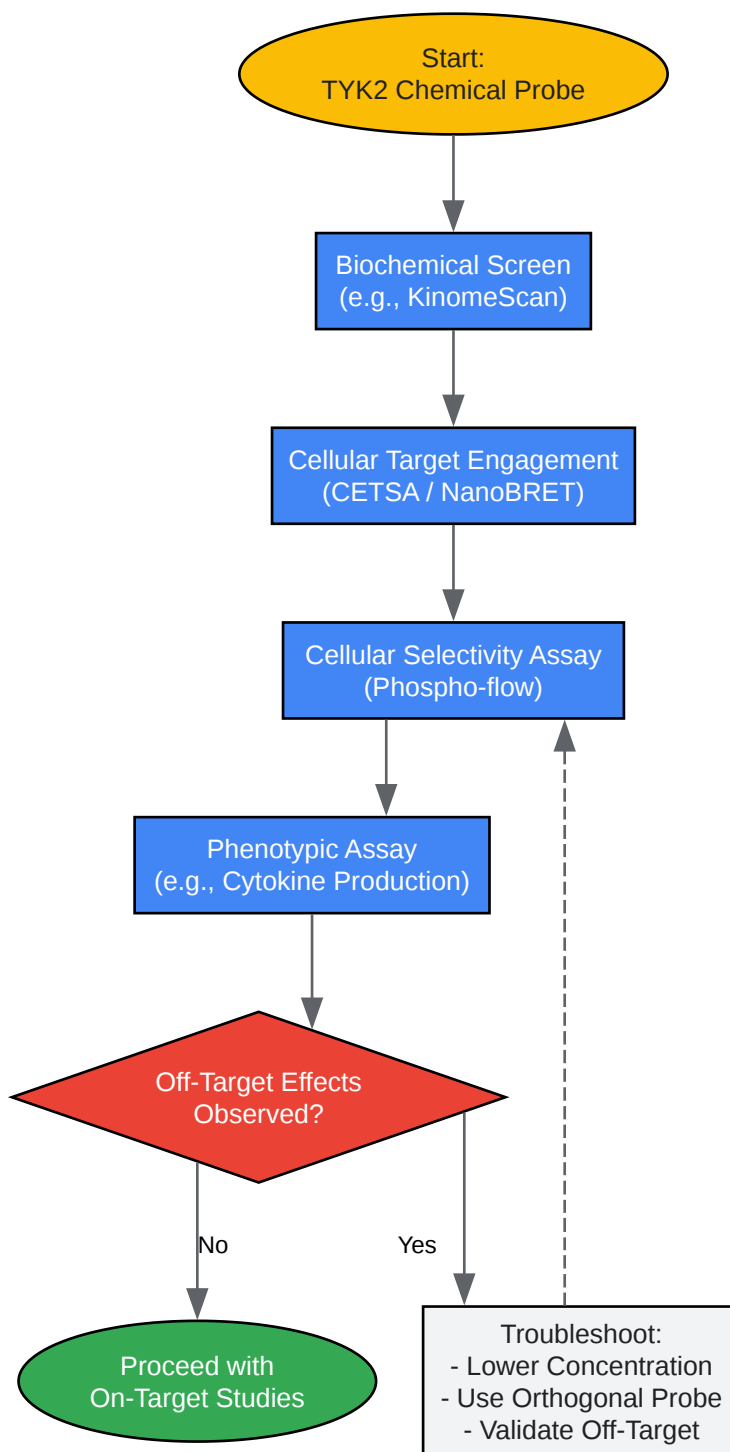 Start:
TYK2 Chemical Probe
Biochemical Screen
(e.g., KinomeScan)
Cellular Target Engagement
(CETSA / NanoBRET)
Cellular Selectivity Assay
(Phospho-flow)
Phenotypic Assay
(e.g., Cytokine Production)
Off-Target Effects
Observed?
No
Yes
Proceed with
On-Target Studies
Troubleshoot:
- Lower Concentration
- Use Orthogonal Probe
- Validate Off-Target